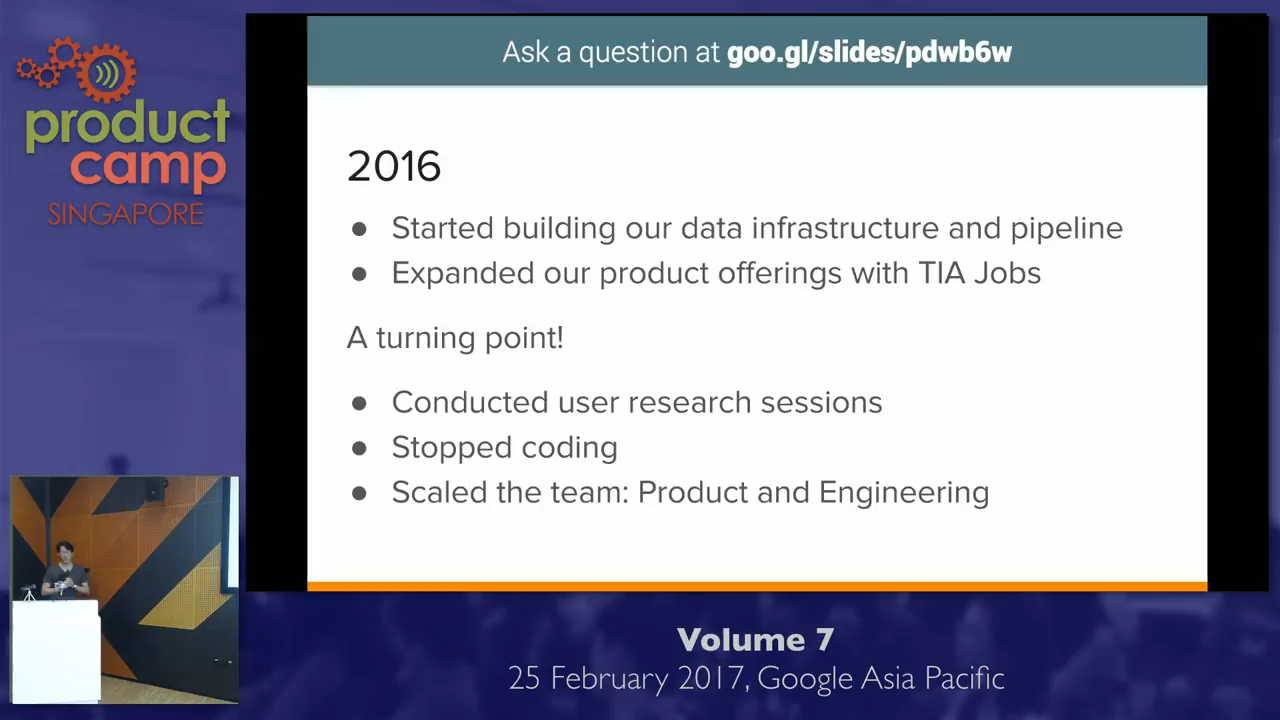 Ask a question at goo.gl/slides/pdwb6w
product
camp
SINGAPORE
2016
● Started building our data infrastructure and pipeline
● Expanded our product offerings with TIA Jobs
A turning point!
● Conducted user research sessions
● Stopped coding
● Scaled the team: Product and Engineering
Volume 7
25 February 2017, Google Asia Pacific